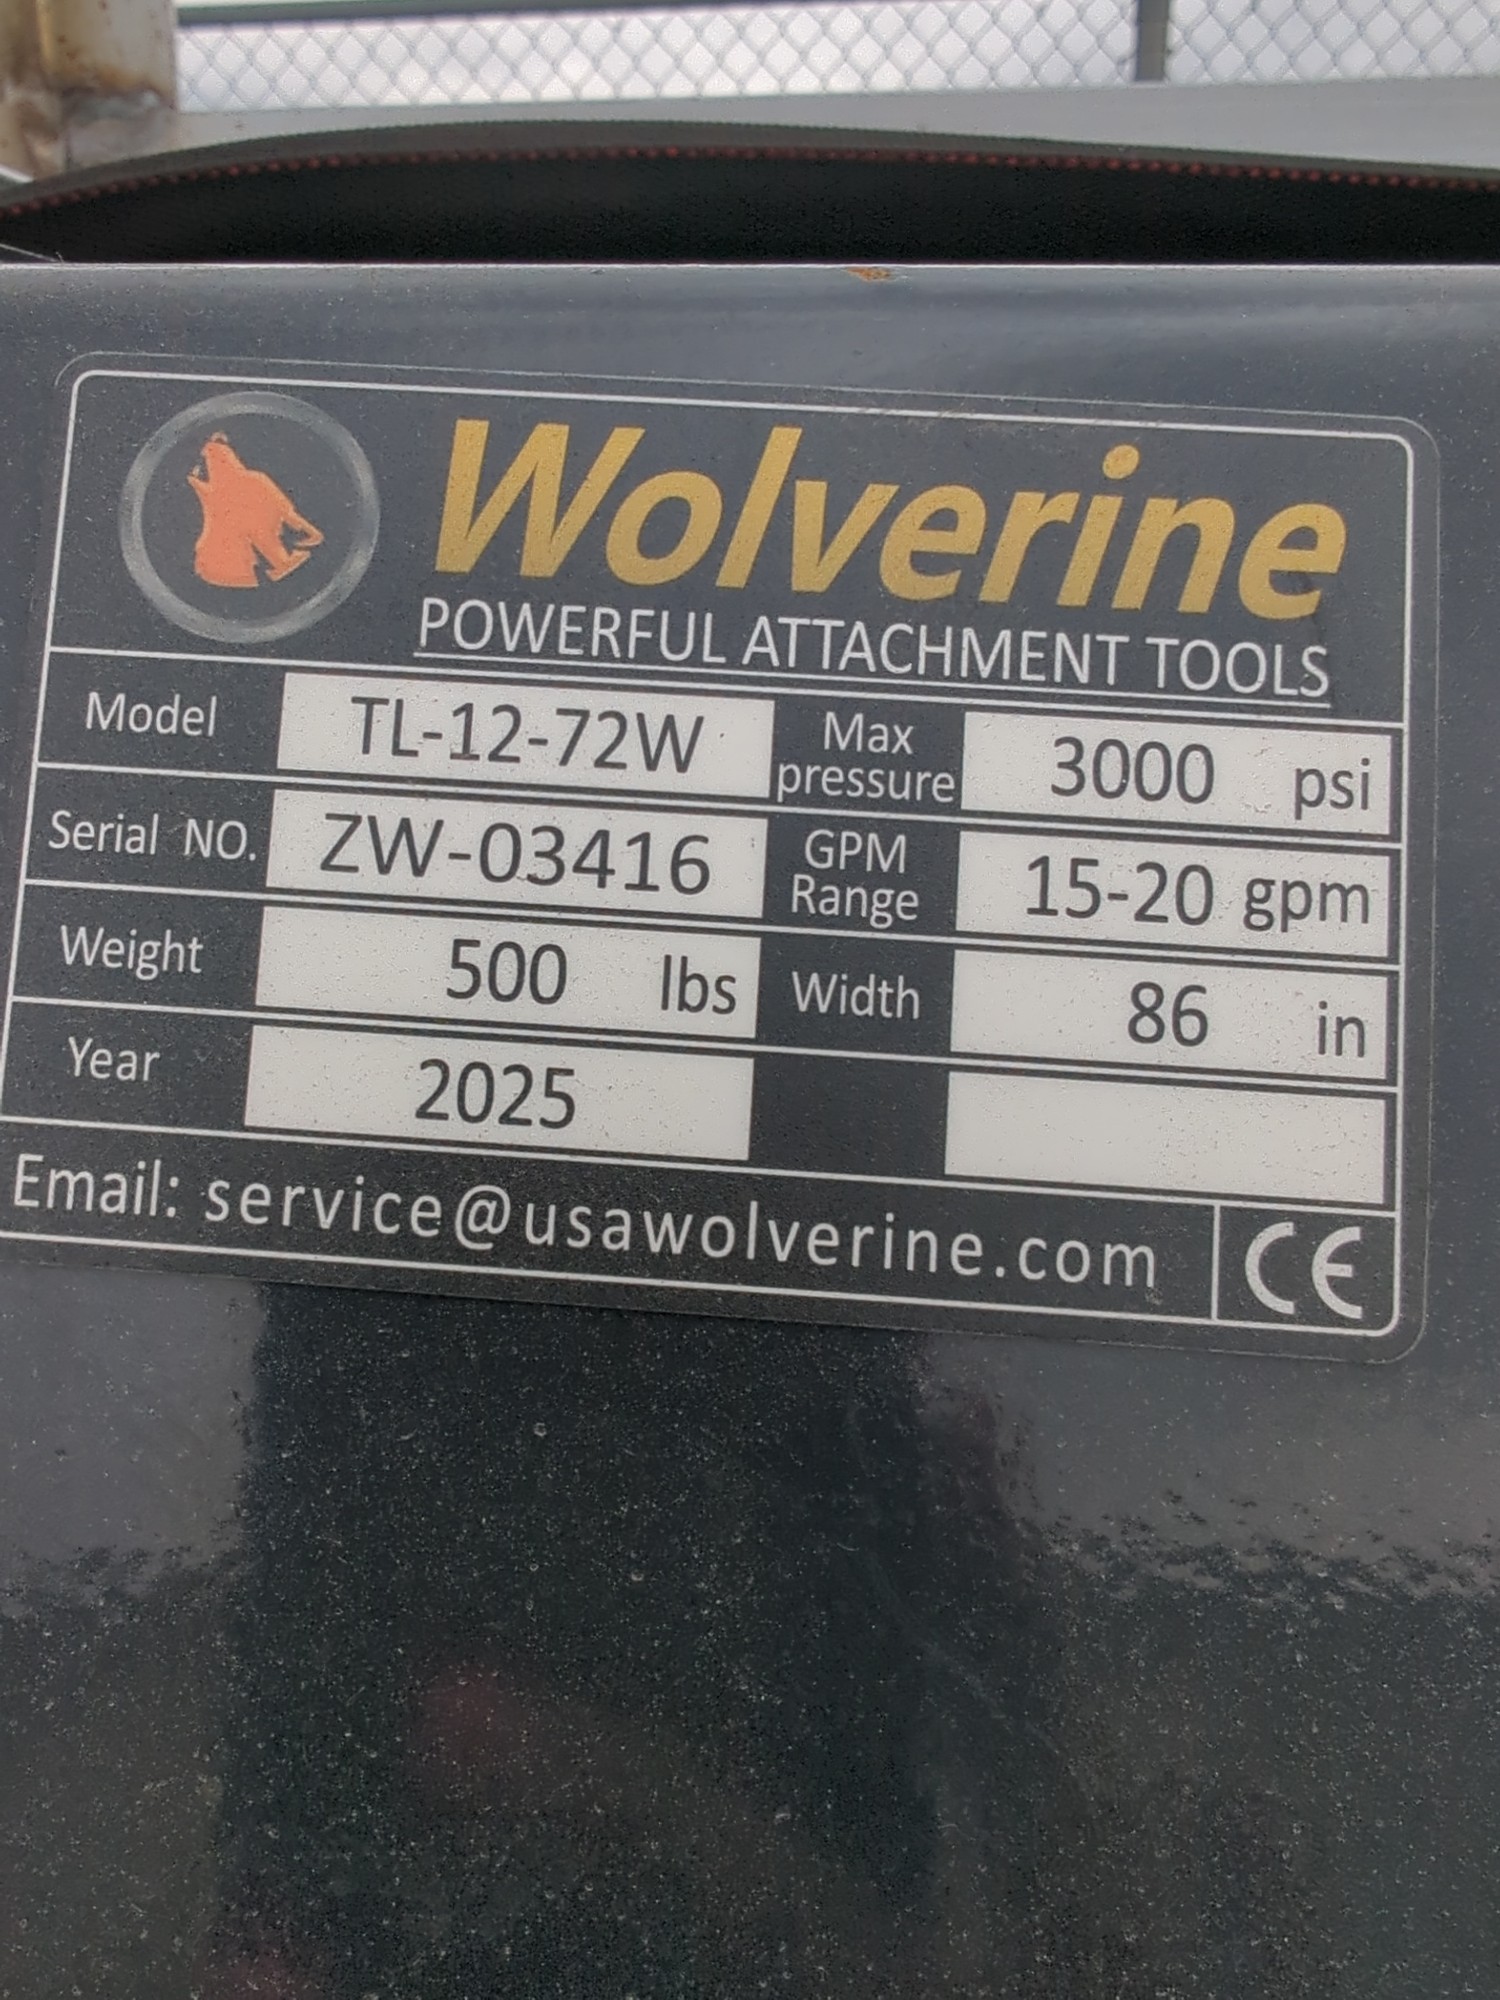 Wolverine
POWERFUL ATTACHMENT TOOLS
Model TL-12-72W Max pressure 3000 psi
Serial NO. ZW-03416 GPM Range 15-20 gpm
Weight 500 lbs Width 86 in
Year 2025
Email: service@usawolverine.com CE